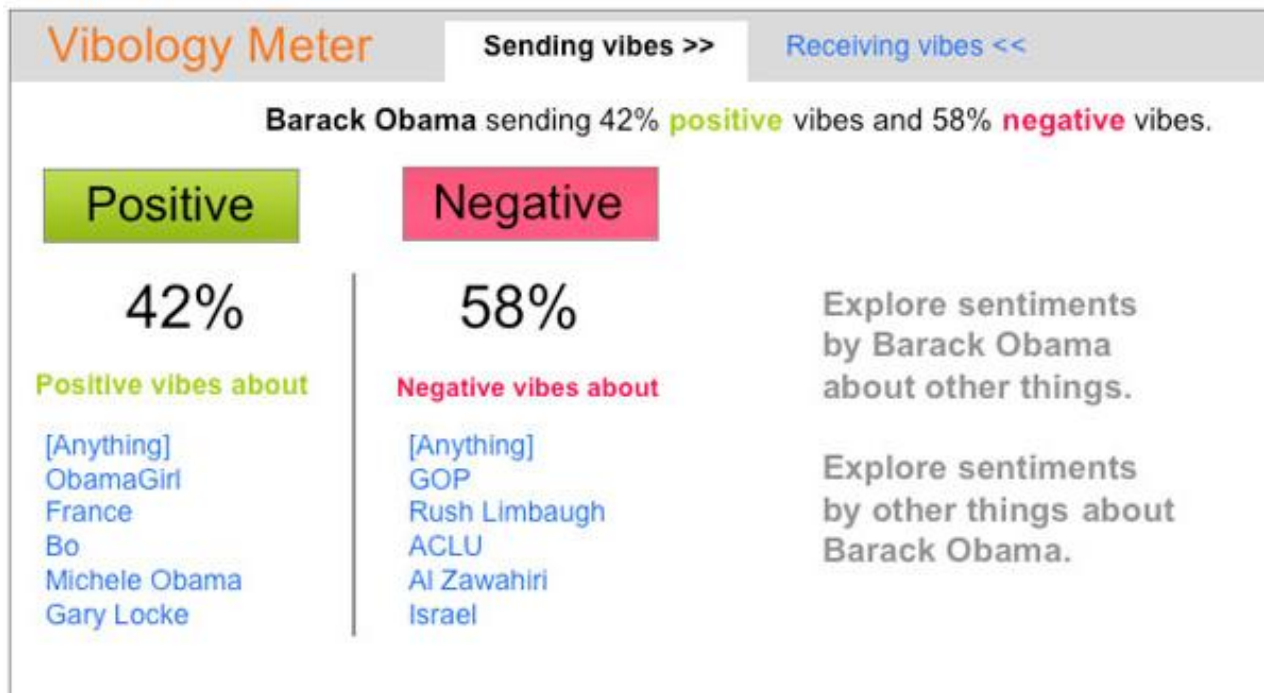 Vibology Meter
Sending vibes >>
Receiving vibes <<
Barack Obama sending 42% positive vibes and 58% negative vibes.
Positive
42%
Positive vibes about
[Anything]
ObamaGirl
France
Bo
Michele Obama
Gary Locke
Negative
58%
Negative vibes about
[Anything]
GOP
Rush Limbaugh
ACLU
Al Zawahiri
Israel
Explore sentiments
by Barack Obama
about other things.
Explore sentiments
by other things about
Barack Obama.